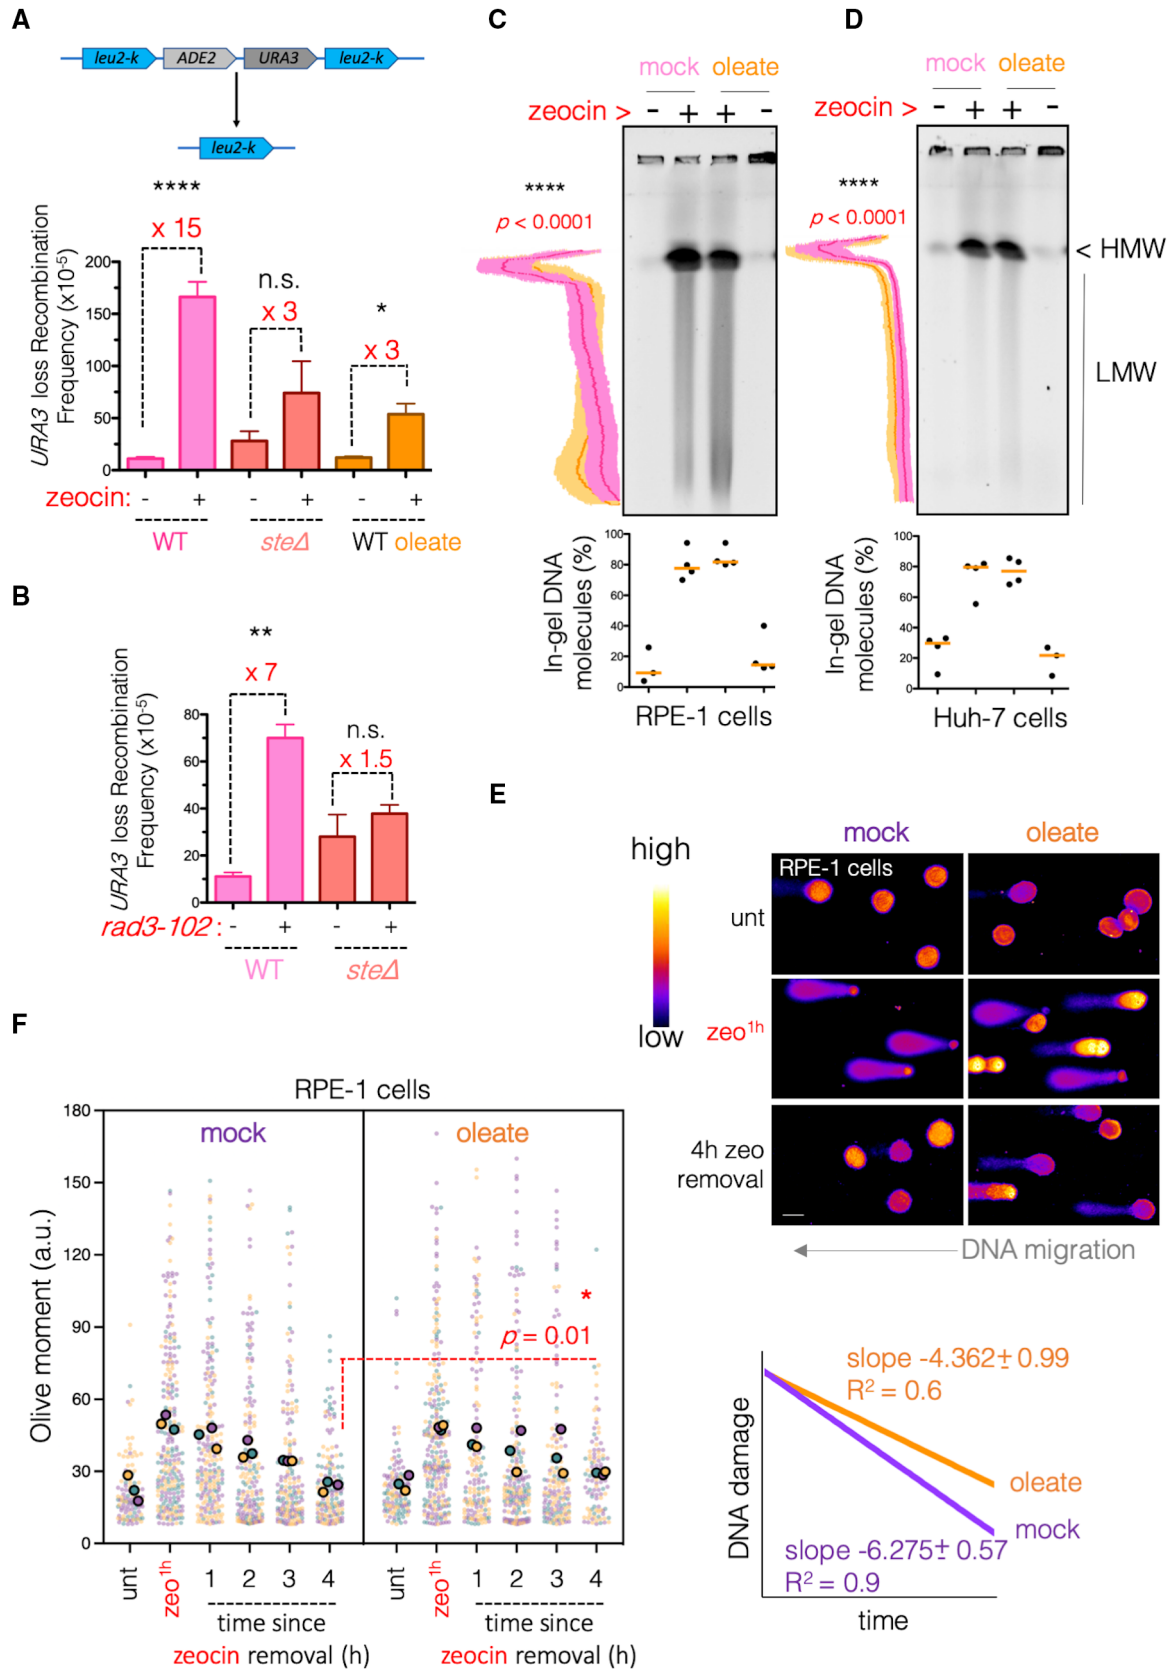 A
leu2-k ADE2 URA3 leu2-k
leu2-k
****
x 15
n.s.
x 3
*
x 3
URA3 loss Recombination
Frequency (x10-5)
200
150
100
50
0
zeocin: - + - + - +
WT steΔ WT oleate
B
**
x 7
n.s.
x 1.5
URA3 loss Recombination
Frequency (x10-5)
80
60
40
20
0
rad3-102 : - + - +
WT steΔ
C
mock oleate
zeocin > - + + -
****
p < 0.0001
In-gel DNA
molecules (%)
100
80
60
40
20
0
RPE-1 cells
D
mock oleate
zeocin > - + + -
****
p < 0.0001
< HMW
LMW
In-gel DNA
molecules (%)
100
80
60
40
20
0
Huh-7 cells
E
mock oleate
high
low
RPE-1 cells
unt
zeo1h
4h zeo
removal
DNA migration
F
RPE-1 cells
mock oleate
Olive moment (a.u.)
180
150
120
90
60
30
0
*
p = 0.01
unt zeo1h 1 2 3 4 unt zeo1h 1 2 3 4
time since time since
zeocin removal (h) zeocin removal (h)
DNA damage
slope -4.362± 0.99
R2 = 0.6
oleate
mock
slope -6.275± 0.57
R2 = 0.9
time